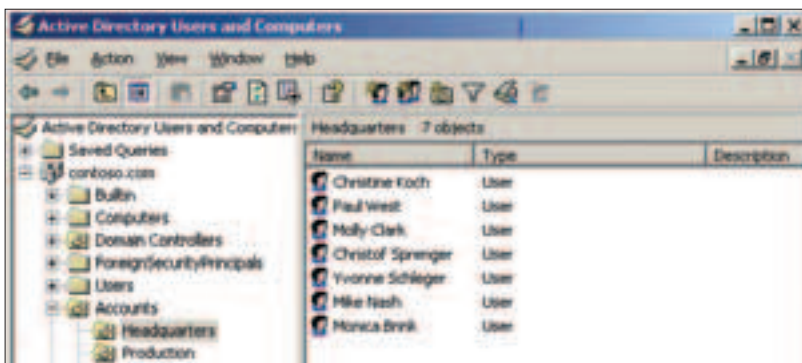 Active Directory Users and Computers
File Action View Window Help
Active Directory Users and Computer
Saved Queries
contoso.com
Builtin
Computers
Domain Controllers
ForeignSecurityPrincipals
Users
Accounts
Headquarters
Production
Headquarters 7 objects
Name Type Description
Christine Koch User
Paul West User
Molly Clark User
Christof Sprenger User
Yvonne Schleger User
Mike Nash User
Monica Brink User